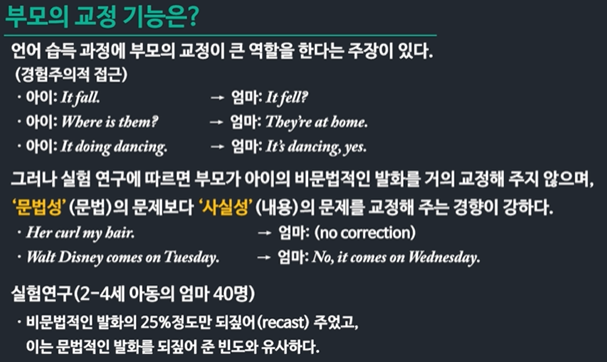 부모의 교정 기능은?
언어 습득 과정에 부모의 교정이 큰 역할을 한다는 주장이 있다.
(경험주의적 접근)
· 아이: It fall. → 엄마: It fell?
· 아이: Where is them? → 엄마: They're at home.
· 아이: It doing dancing. → 엄마: It's dancing, yes.
그러나 실험 연구에 따르면 부모가 아이의 비문법적인 발화를 거의 교정해 주지 않으며,
'문법성'(문법)의 문제보다 '사실성'(내용)의 문제를 교정해 주는 경향이 강하다.
· Her curl my hair. → 엄마: (no correction)
· Walt Disney comes on Tuesday. → 엄마: No, it comes on Wednesday.
실험연구(2-4세 아동의 엄마 40명)
· 비문법적인 발화의 25%정도만 되짚어(recast) 주었고,
이는 문법적인 발화를 되짚어 준 빈도와 유사하다.